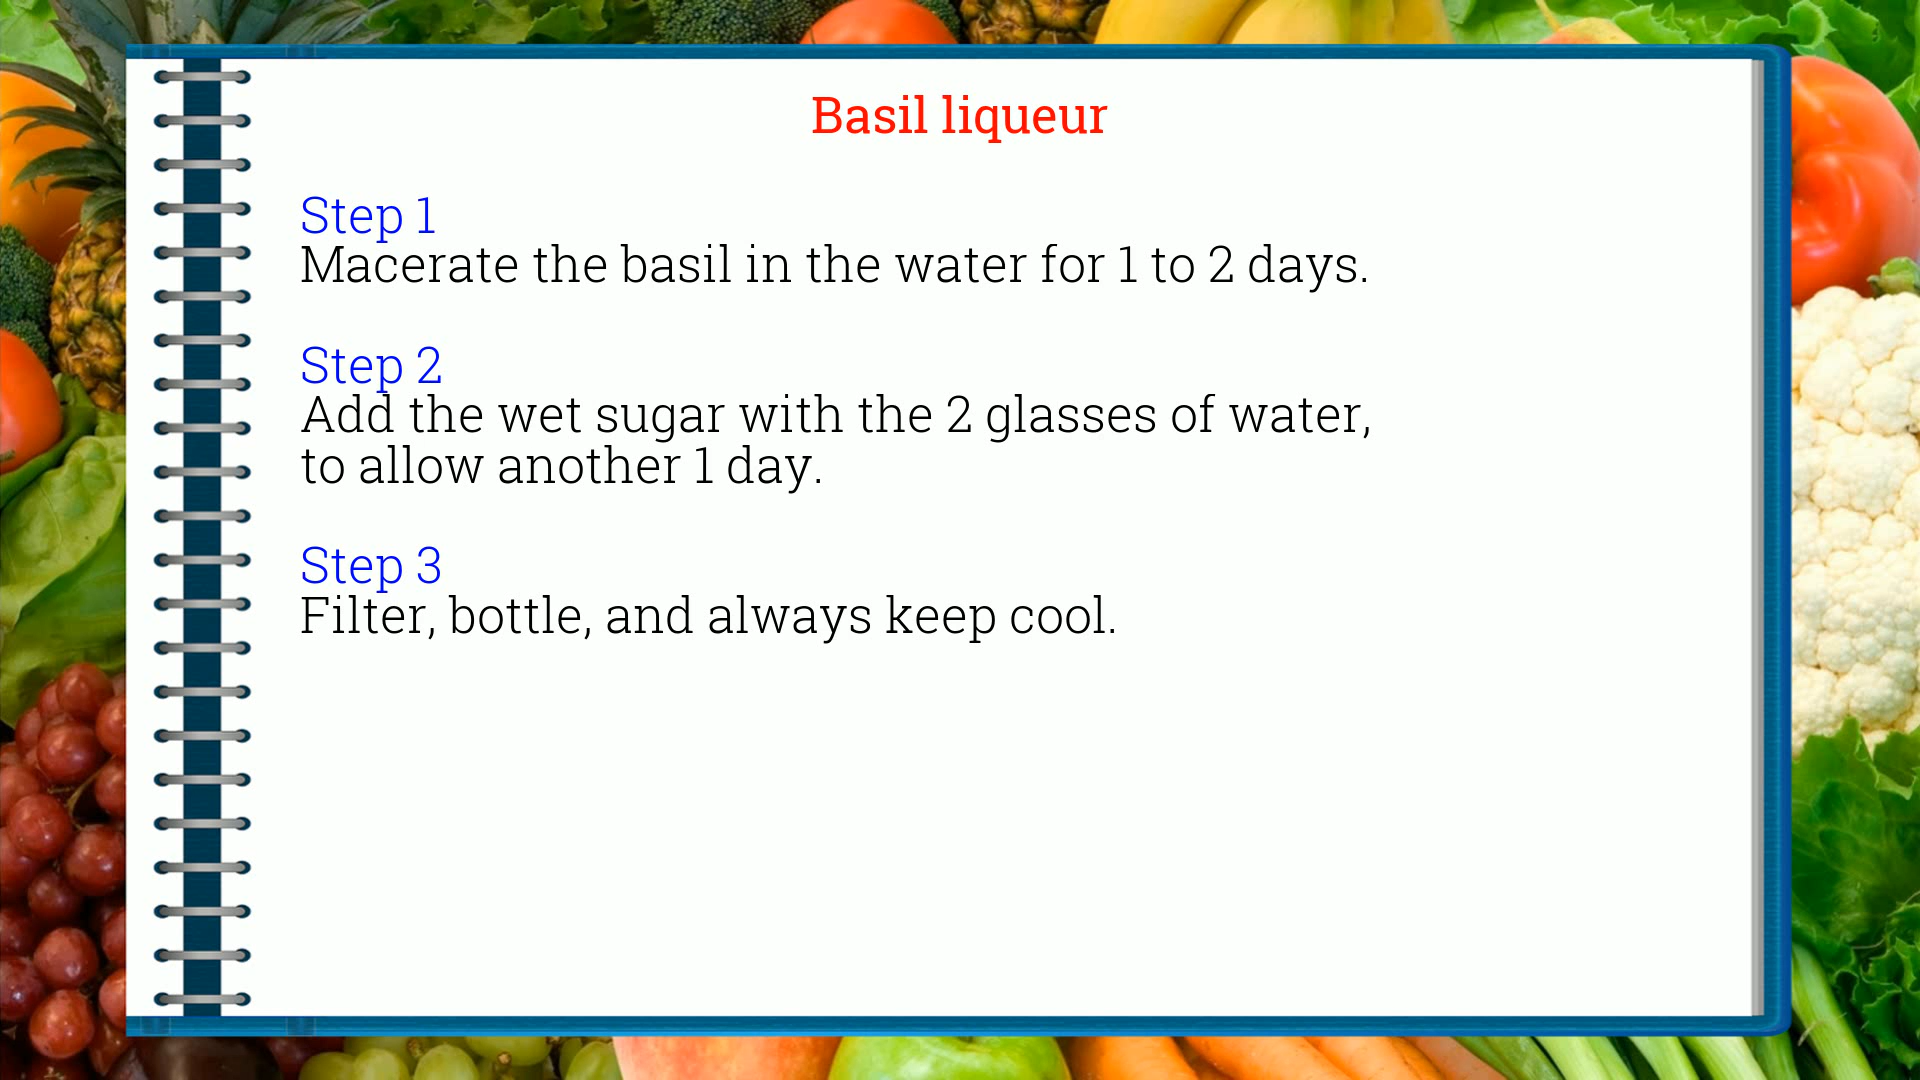 Basil liqueur
Step 1
Macerate the basil in the water for 1 to 2 days.
Step 2
Add the wet sugar with the 2 glasses of water,
to allow another 1 day.
Step 3
Filter, bottle, and always keep cool.